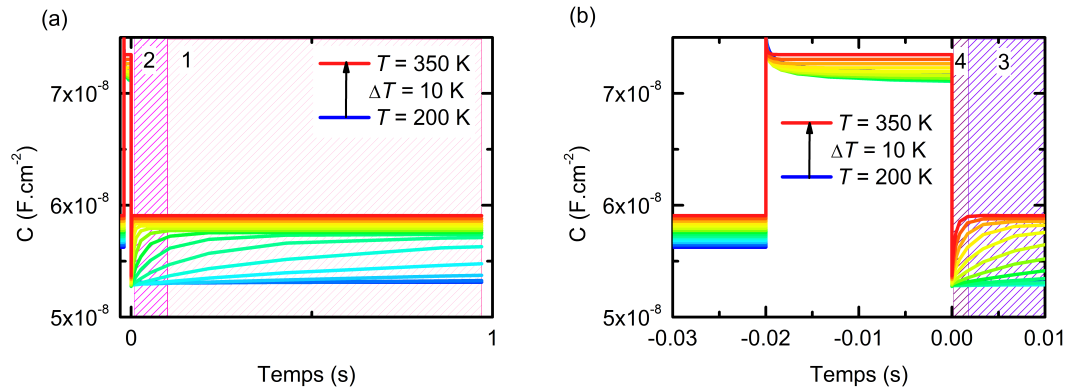 (a)
2 1
T = 350 K
ΔT = 10 K
T = 200 K
7x10⁻⁸
6x10⁻⁸
5x10⁻⁸
C (F.cm⁻²)
0 1
Temps (s)
(b)
4 3
T = 350 K
ΔT = 10 K
T = 200 K
7x10⁻⁸
6x10⁻⁸
5x10⁻⁸
C (F.cm⁻²)
-0.03 -0.02 -0.01 0.00 0.01
Temps (s)